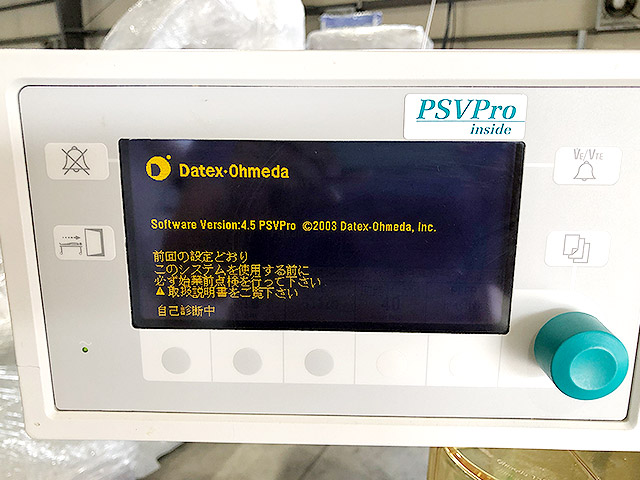 PSVPro
inside
VE/VTE
Datex-Ohmeda
Software Version:4.5 PSVPro ©2003 Datex-Ohmeda, Inc.
前回の設定どおり
このシステムを使用する前に
必ず始業前点検を行って下さい
⚠取扱説明書をご覧下さい
自己診断中